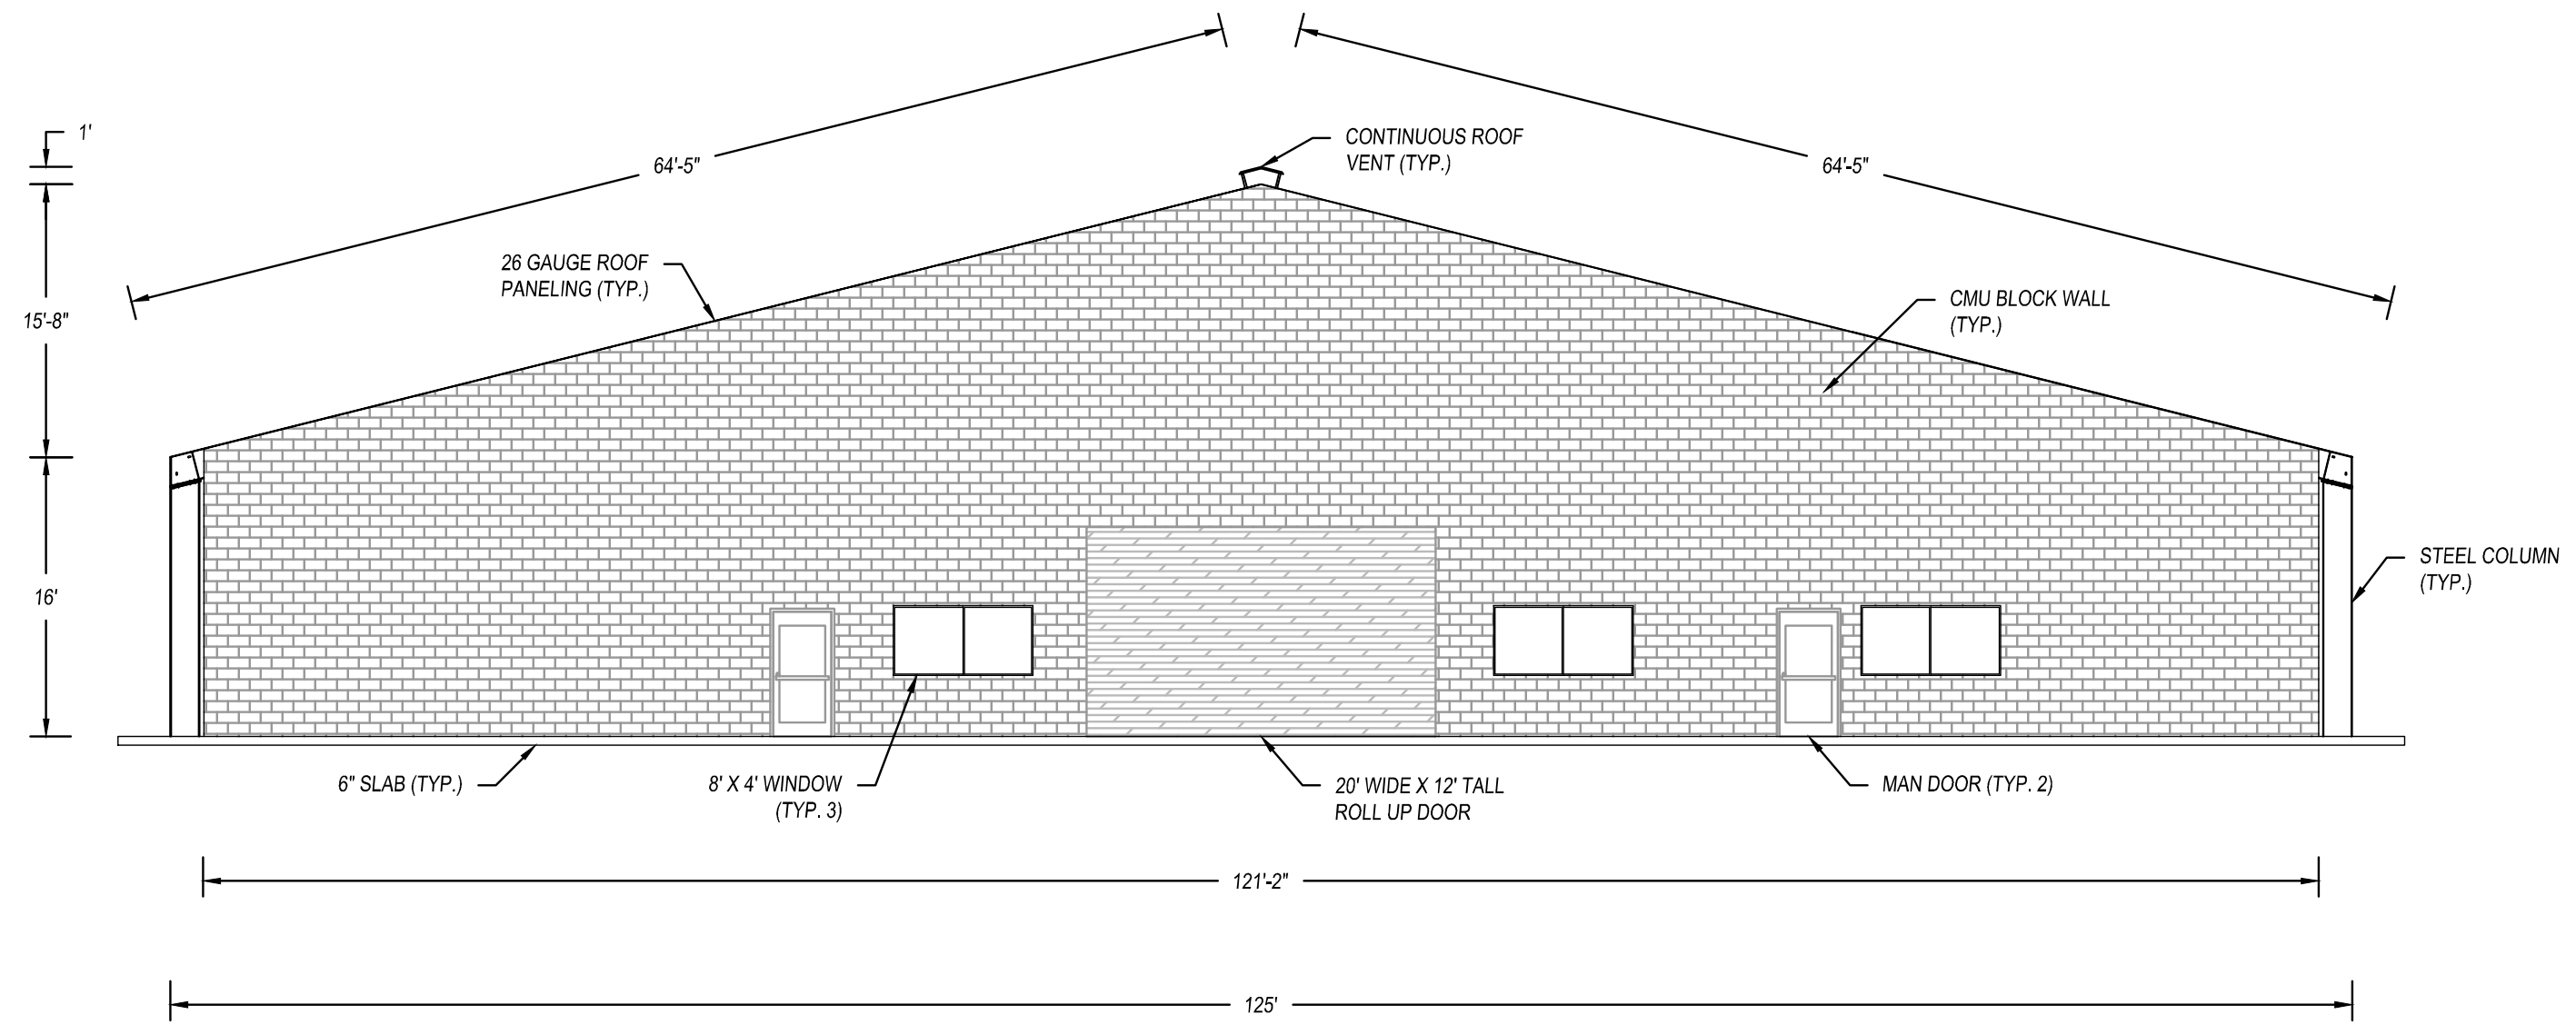 1'
CONTINUOUS ROOF
VENT (TYP.)
64'-5"
64'-5"
26 GAUGE ROOF
PANELING (TYP.)
CMU BLOCK WALL
(TYP.)
15'-8"
STEEL COLUMN
(TYP.)
16'
6" SLAB (TYP.)
8' X 4' WINDOW
(TYP. 3)
20' WIDE X 12' TALL
ROLL UP DOOR
MAN DOOR (TYP. 2)
121'-2"
125'